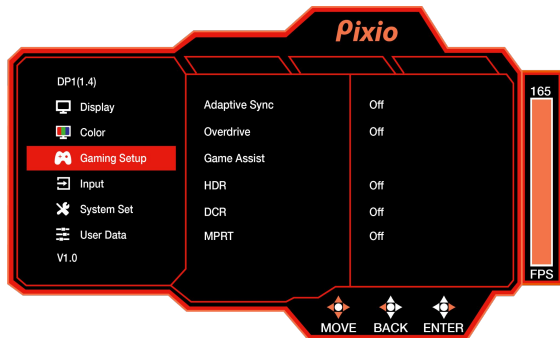 Pixio
DP1(1.4)
Display
Color
Gaming Setup
Input
System Set
User Data
V1.0
Adaptive Sync Off
Overdrive Off
Game Assist
HDR Off
DCR Off
MPRT Off
165
FPS
MOVE BACK ENTER